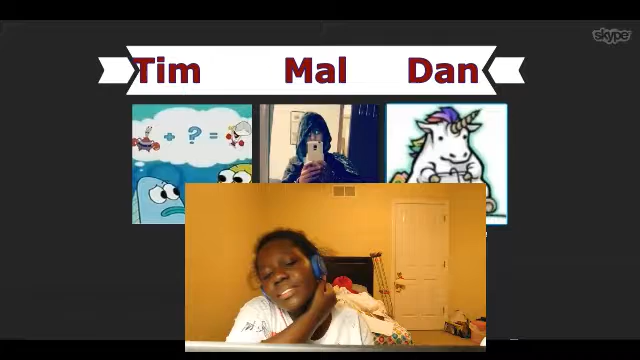 skype
Tim Mal Dan
+ ? =